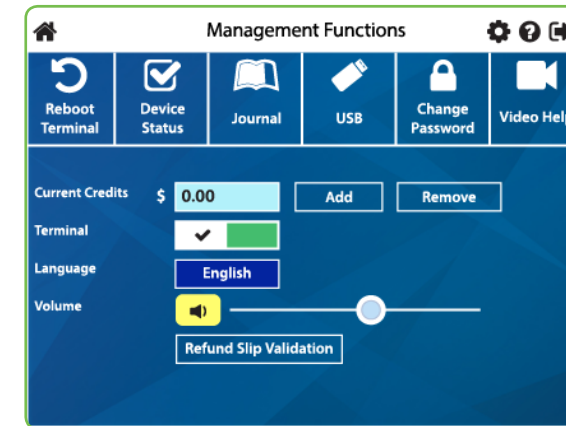 Management Functions
Reboot Terminal
Device Status
Journal
USB
Change Password
Video Help
Current Credits $ 0.00 Add Remove
Terminal
Language English
Volume
Refund Slip Validation